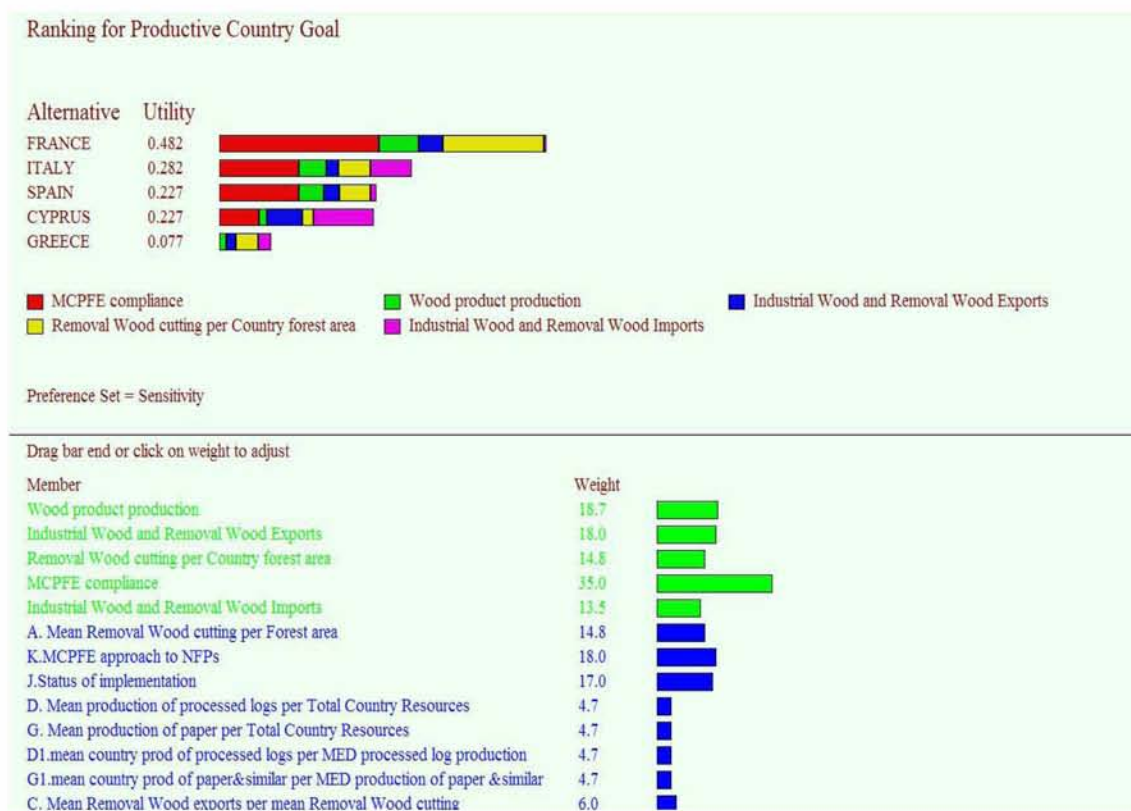 Ranking for Productive Country Goal
Alternative Utility
FRANCE 0.482
ITALY 0.282
SPAIN 0.227
CYPRUS 0.227
GREECE 0.077
MCPFE compliance Wood product production Industrial Wood and Removal Wood Exports
Removal Wood cutting per Country forest area Industrial Wood and Removal Wood Imports
Preference Set = Sensitivity
Drag bar end or click on weight to adjust
Member Weight
Wood product production 18.7
Industrial Wood and Removal Wood Exports 18.0
Removal Wood cutting per Country forest area 14.8
MCPFE compliance 35.0
Industrial Wood and Removal Wood Imports 13.5
A. Mean Removal Wood cutting per Forest area 14.8
K.MCPFE approach to NFPs 18.0
J.Status of implementation 17.0
D. Mean production of processed logs per Total Country Resources 4.7
G. Mean production of paper per Total Country Resources 4.7
D1.mean country prod of processed logs per MED processed log production 4.7
G1.mean country prod of paper&similar per MED production of paper &similar 4.7
C. Mean Removal Wood exports per mean Removal Wood cutting 6.0